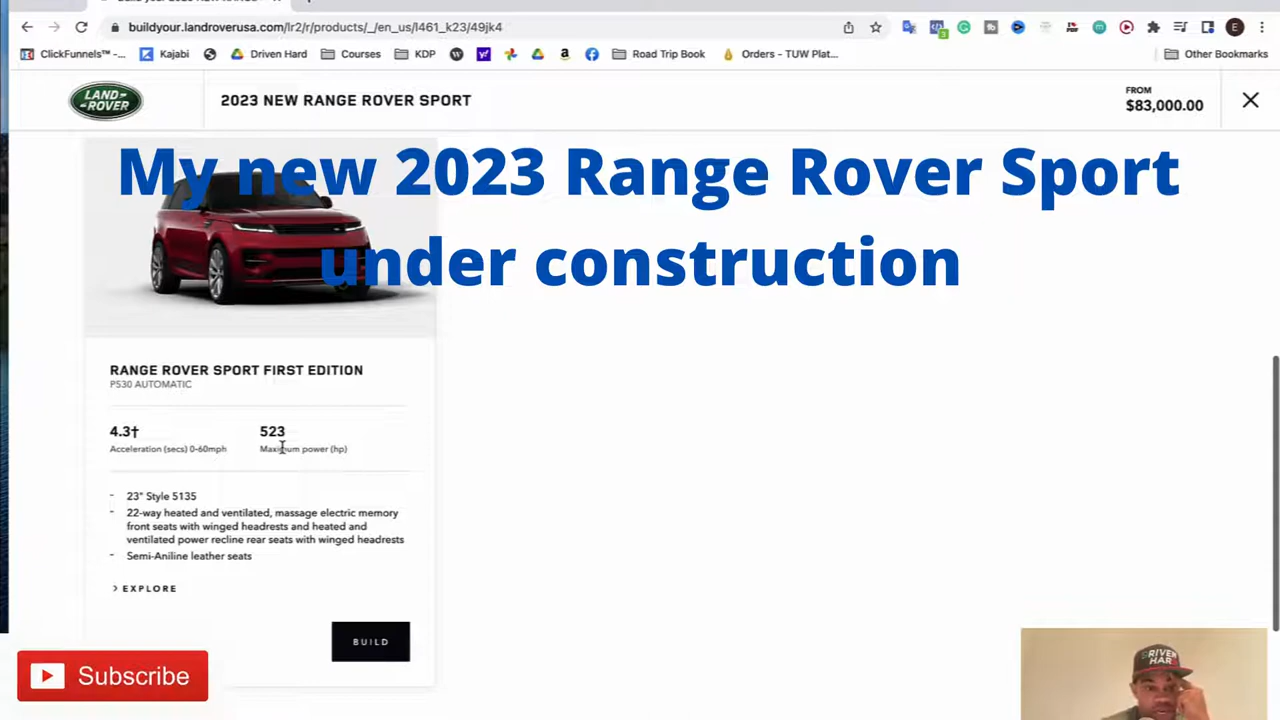 buildyour.landroverusa.com/lr2/r/products/_/en_us/l461_k23/49jk4
E
ClickFunnels™ -...
Kajabi
Driven Hard
Courses
KDP
Road Trip Book
Orders - TUW Plat...
Other Bookmarks
LAND-
-ROVER
2023 NEW RANGE ROVER SPORT
FROM
$83,000.00
My new 2023 Range Rover Sport
under construction
RANGE ROVER SPORT FIRST EDITION
P530 AUTOMATIC
4.3† 523
Acceleration (secs) 0-60mph Maximum power (hp)
- 23" Style 5135
- 22-way heated and ventilated, massage electric memory
front seats with winged headrests and heated and
ventilated power recline rear seats with winged headrests
- Semi-Aniline leather seats
> EXPLORE
BUILD
Subscribe
DRIVEN
HARD